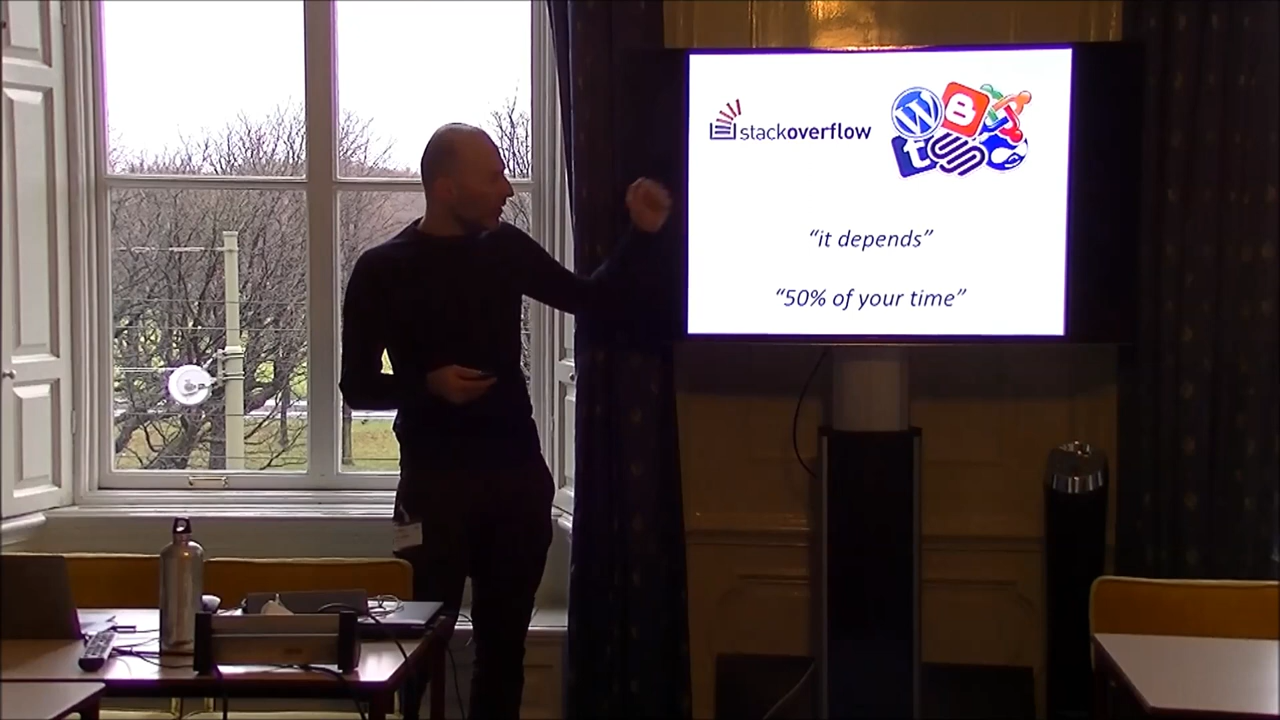 stackoverflow
W
B
t
“it depends”
“50% of your time”